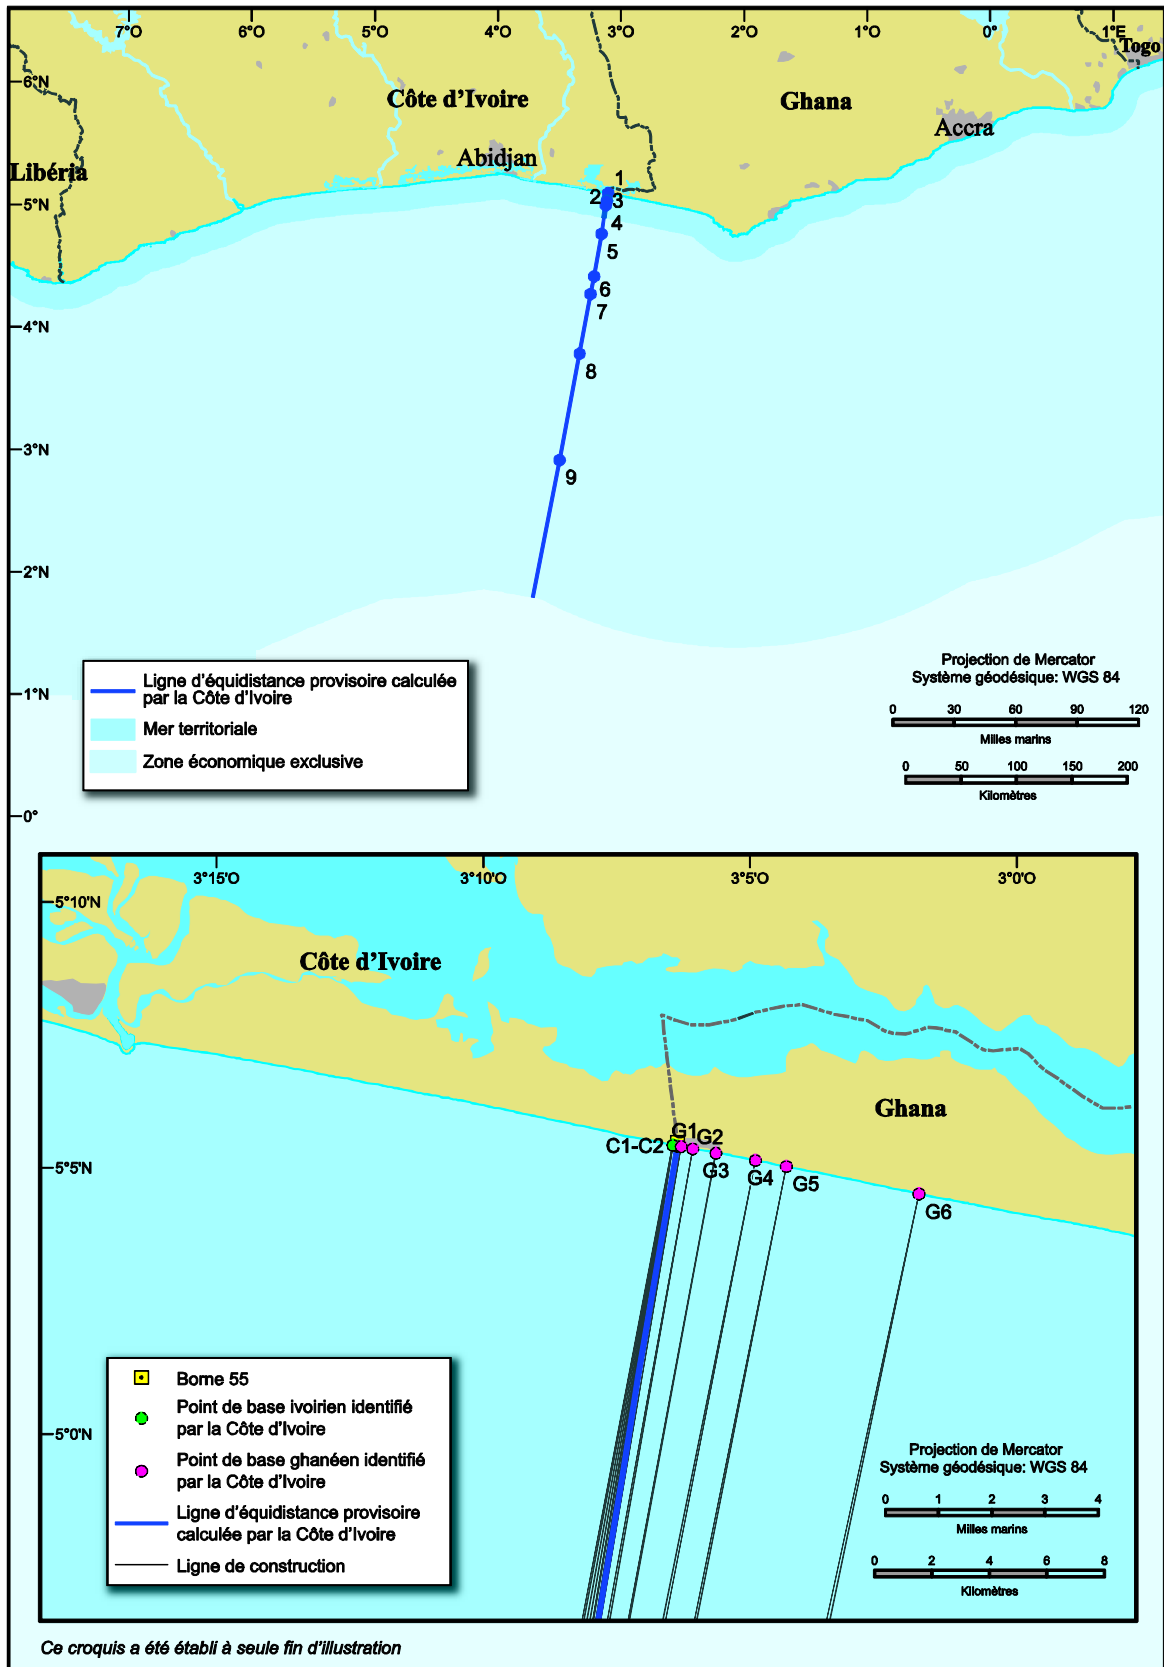 7°O 6°O 5°O 4°O 3°O 2°O 1°O 0° 1°E
Togo
6°N
Côte d'Ivoire
Ghana
Accra
Abidjan
Libéria
1
2
3
5°N
4
5
6
7
4°N
8
3°N
9
2°N
Projection de Mercator
Système géodésique: WGS 84
0 30 60 90 120
Milles marins
0 50 100 150 200
Kilomètres
Ligne d'équidistance provisoire calculée
par la Côte d'Ivoire
Mer territoriale
Zone économique exclusive
1°N
0°
3°15'O 3°10'O 3°5'O 3°0'O
5°10'N
Côte d'Ivoire
Ghana
C1-C2
G1
G2
G3
G4
G5
G6
5°5'N
5°0'N
Borne 55
Point de base ivoirien identifié
par la Côte d'Ivoire
Point de base ghanéen identifié
par la Côte d'Ivoire
Ligne d'équidistance provisoire
calculée par la Côte d'Ivoire
Ligne de construction
Projection de Mercator
Système géodésique: WGS 84
0 1 2 3 4
Milles marins
0 2 4 6 8
Kilomètres
Ce croquis a été établi à seule fin d'illustration